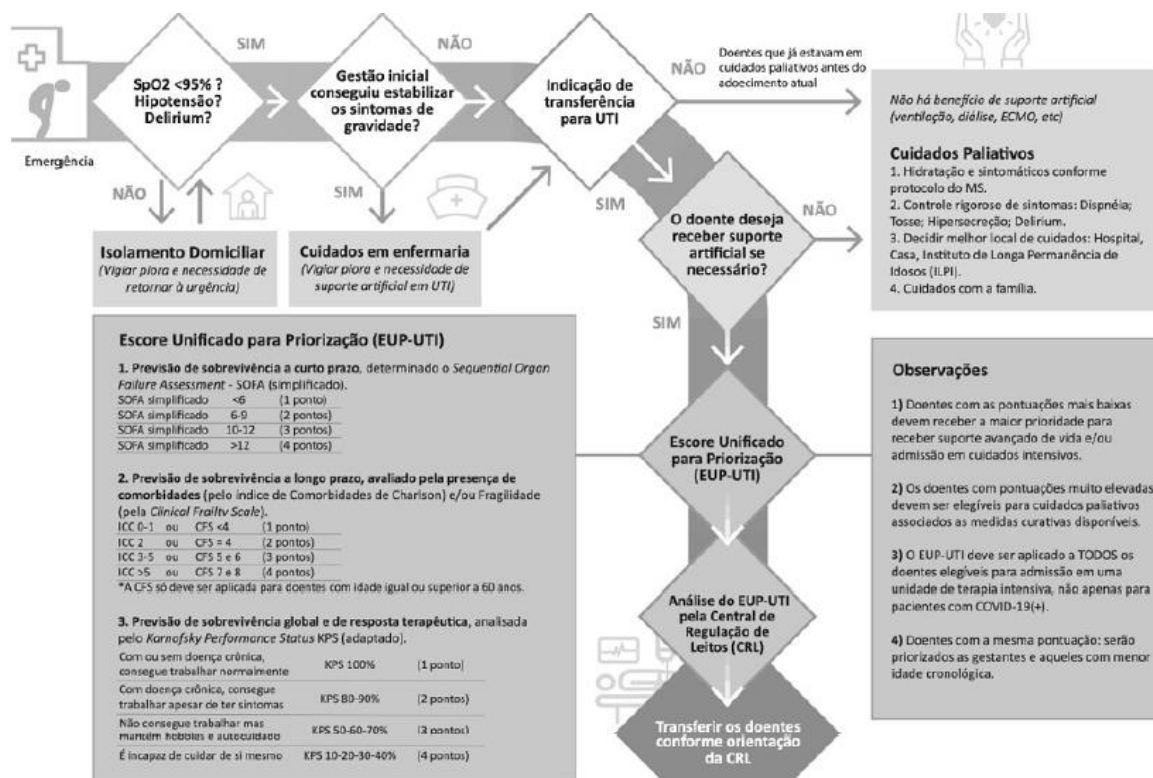 SpO2 <95% ?
Hipotensão?
Delirium?
SIM
Gestão inicial
conseguiu estabilizar
os sintomas de
gravidade?
NÃO
Indicação de
transferência
para UTI
NÃO
Doentes que já estavam em
cuidados paliativos antes do
adoecimento atual
Emergência
NÃO
SIM
SIM
Isolamento Domiciliar
(Vigiar piora e necessidade de
retornar à urgência)
Cuidados em enfermaria
(Vigiar piora e necessidade de
suporte artificial em UTI)
O doente deseja
receber suporte
artificial se
necessário?
NÃO
SIM
Não há benefício de suporte artificial
(ventilação, diálise, ECMO, etc)
Cuidados Paliativos
1. Hidratação e sintomáticos conforme
protocolo do MS.
2. Controle rigoroso de sintomas: Dispnéia;
Tosse; Hipersecreção; Delirium.
3. Decidir melhor local de cuidados: Hospital,
Casa, Instituto de Longa Permanência de
Idosos (ILPI).
4. Cuidados com a família.
Escore Unificado para Priorização (EUP-UTI)
1. Previsão de sobrevivência a curto prazo, determinado o Sequential Organ
Failure Assessment - SOFA (simplificado).
SOFA simplificado <6 (1 ponto)
SOFA simplificado 6-9 (2 pontos)
SOFA simplificado 10-12 (3 pontos)
SOFA simplificado >12 (4 pontos)
2. Previsão de sobrevivência a longo prazo, avaliado pela presença de
comorbidades (pelo índice de Comorbidades de Charlson) e/ou Fragilidade
(pela Clinical Frailty Scale).
ICC 0-1 ou CFS <4 (1 ponto)
ICC 2 ou CFS = 4 (2 pontos)
ICC 3-5 ou CFS 5 e 6 (3 pontos)
ICC >5 ou CFS 7 e 8 (4 pontos)
*A CFS só deve ser aplicada para doentes com idade igual ou superior a 60 anos.
3. Previsão de sobrevivência global e de resposta terapêutica, analisada
pelo Karnofsky Performance Status KPS (adaptado).
Com ou sem doença crônica,
consegue trabalhar normalmente KPS 100% (1 ponto)
Com doença crônica, consegue
trabalhar apesar de ter sintomas KPS 80-90% (2 pontos)
Não consegue trabalhar mas
mantém hobbies e autocuidado KPS 50-60-70% (3 pontos)
É incapaz de cuidar de si mesmo KPS 10-20-30-40% (4 pontos)
Escore Unificado
para Priorização
(EUP-UTI)
Análise do EUP-UTI
pela Central de
Regulação de
Leitos (CRL)
Transferir os doentes
conforme orientação
da CRL
Observações
1) Doentes com as pontuações mais baixas
devem receber a maior prioridade para
receber suporte avançado de vida e/ou
admissão em cuidados intensivos.
2) Os doentes com pontuações muito elevadas
devem ser elegíveis para cuidados paliativos
associados as medidas curativas disponíveis.
3) O EUP-UTI deve ser aplicado a TODOS os
doentes elegíveis para admissão em uma
unidade de terapia intensiva, não apenas para
pacientes com COVID-19(+).
4) Doentes com a mesma pontuação: serão
priorizados as gestantes e aqueles com menor
idade cronológica.